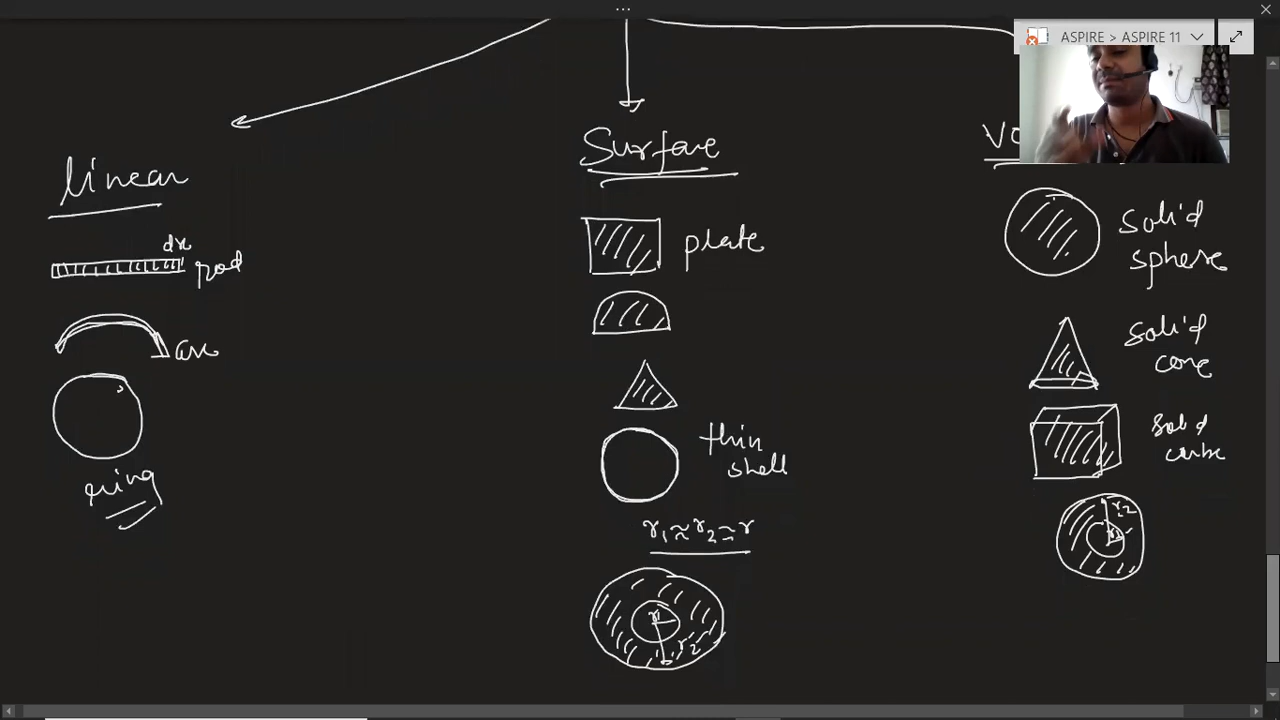 ASPIRE > ASPIRE 11
linear
dx
rod
arc
ring
Surface
plate
thin
shell
r₁ ≈ r₂ ≃ r
r₁
r₂
solid
sphere
solid
cone
solid
cube
r₂
r₁